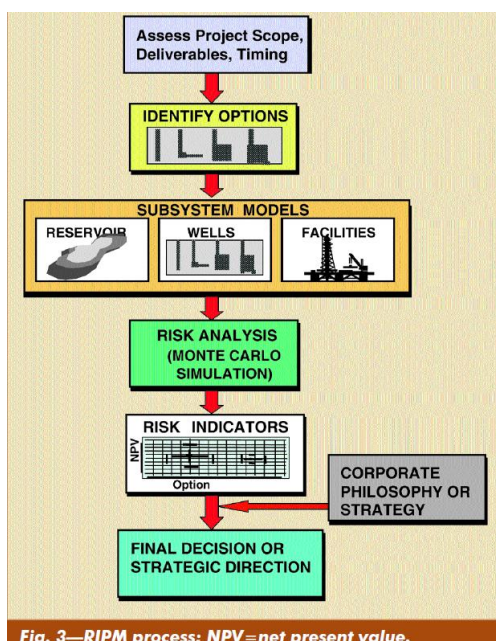 Assess Project Scope,
Deliverables, Timing
IDENTIFY OPTIONS
SUBSYSTEM MODELS
RESERVOIR
WELLS
FACILITIES
RISK ANALYSIS
(MONTE CARLO
SIMULATION)
RISK INDICATORS
NPV
Option
CORPORATE
PHILOSOPHY OR
STRATEGY
FINAL DECISION OR
STRATEGIC DIRECTION
Fig. 3—RIPM process; NPV=net present value.